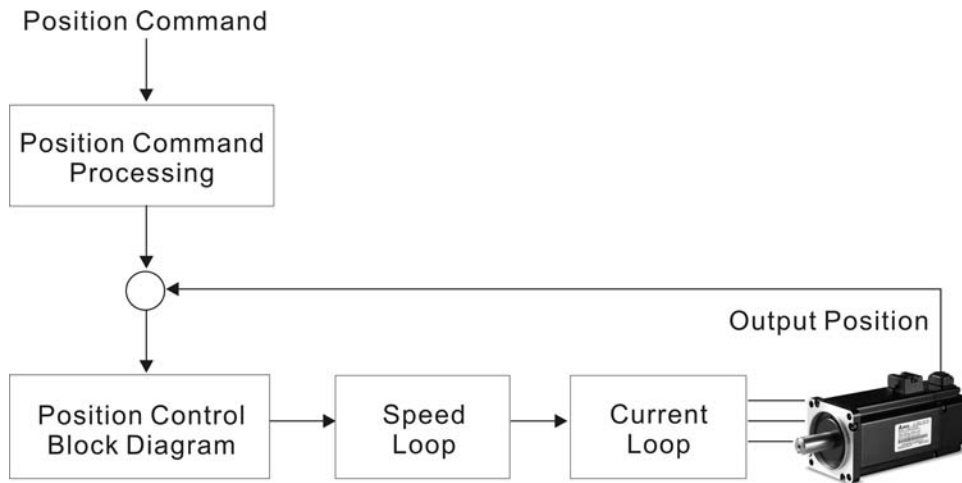 Position Command
Position Command
Processing
Output Position
Position Control
Block Diagram
Speed
Loop
Current
Loop